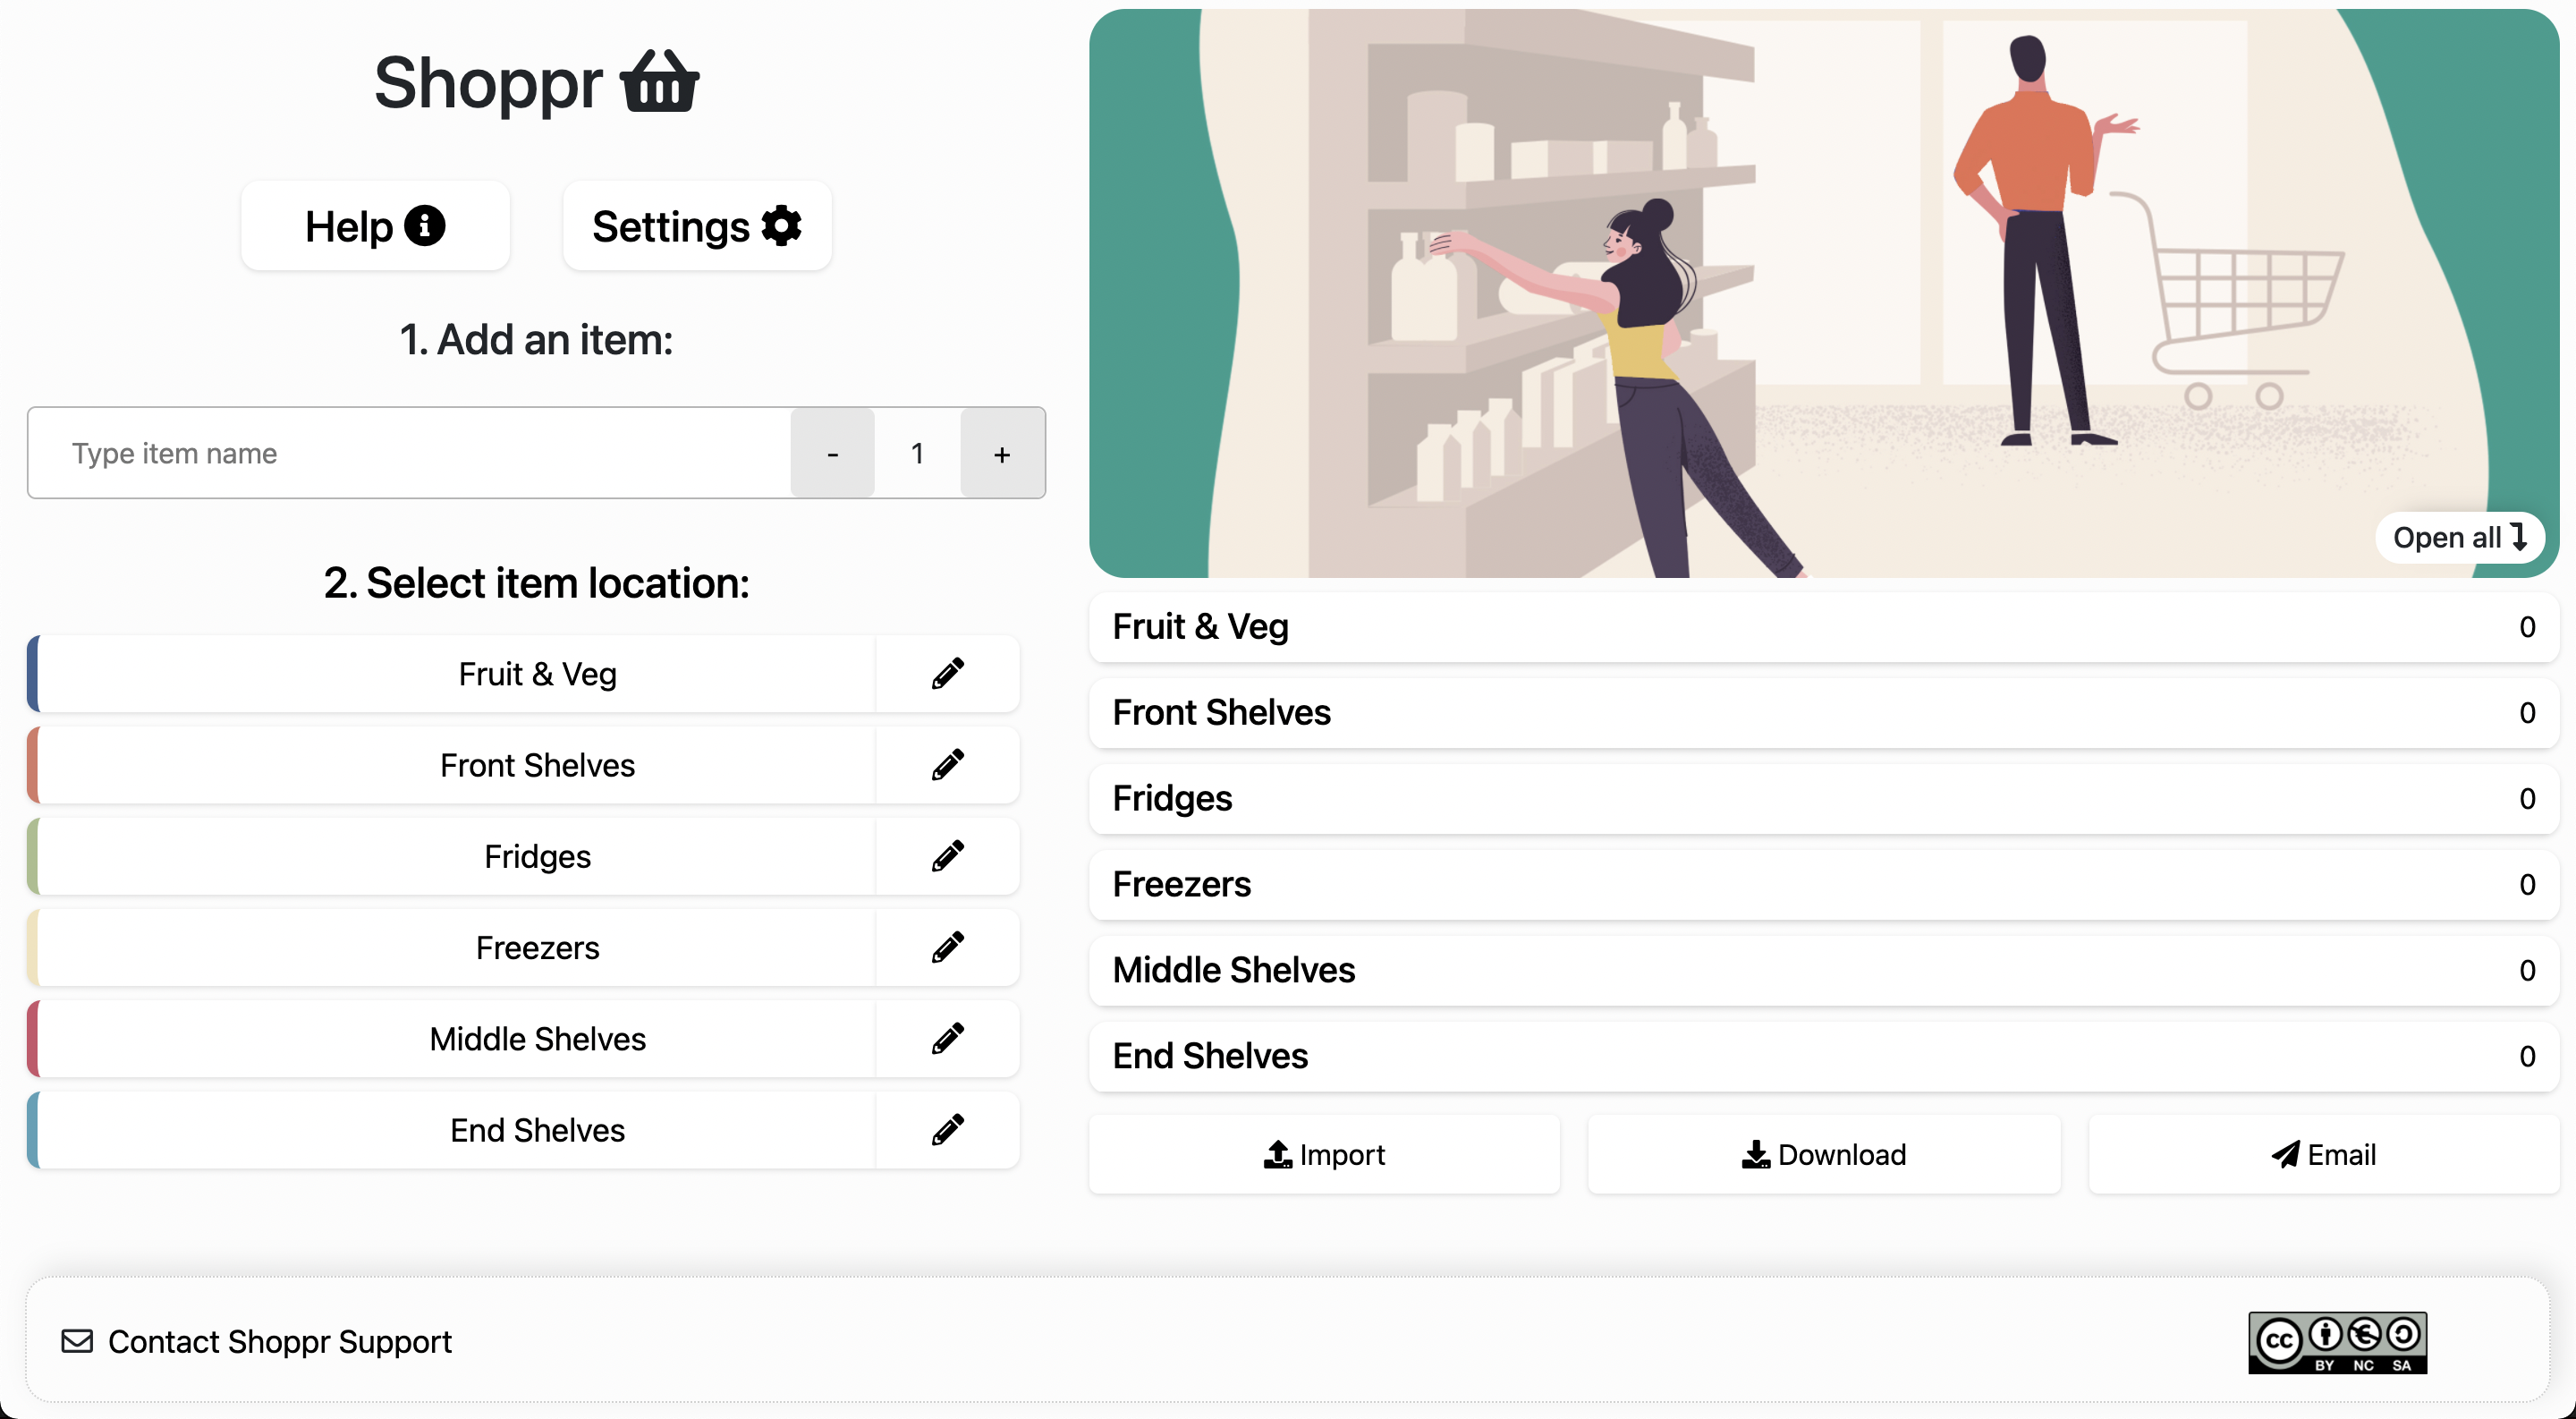 Shoppr
Help
Settings
1. Add an item:
Type item name
-
1
+
2. Select item location:
Fruit & Veg
Front Shelves
Fridges
Freezers
Middle Shelves
End Shelves
Open all
Fruit & Veg 0
Front Shelves 0
Fridges 0
Freezers 0
Middle Shelves 0
End Shelves 0
Import
Download
Email
Contact Shoppr Support
cc
BY NC SA